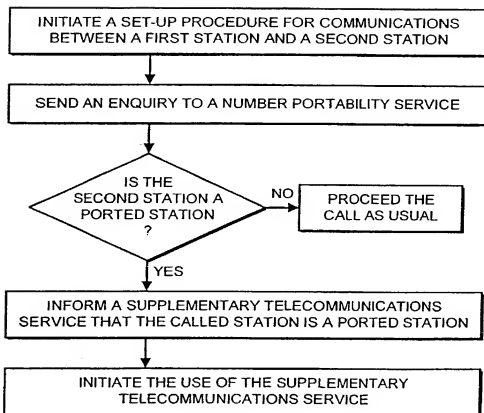 INITIATE A SET-UP PROCEDURE FOR COMMUNICATIONS
BETWEEN A FIRST STATION AND A SECOND STATION
SEND AN ENQUIRY TO A NUMBER PORTABILITY SERVICE
IS THE
SECOND STATION A
PORTED STATION
?
NO
PROCEED THE
CALL AS USUAL
YES
INFORM A SUPPLEMENTARY TELECOMMUNICATIONS
SERVICE THAT THE CALLED STATION IS A PORTED STATION
INITIATE THE USE OF THE SUPPLEMENTARY
TELECOMMUNICATIONS SERVICE